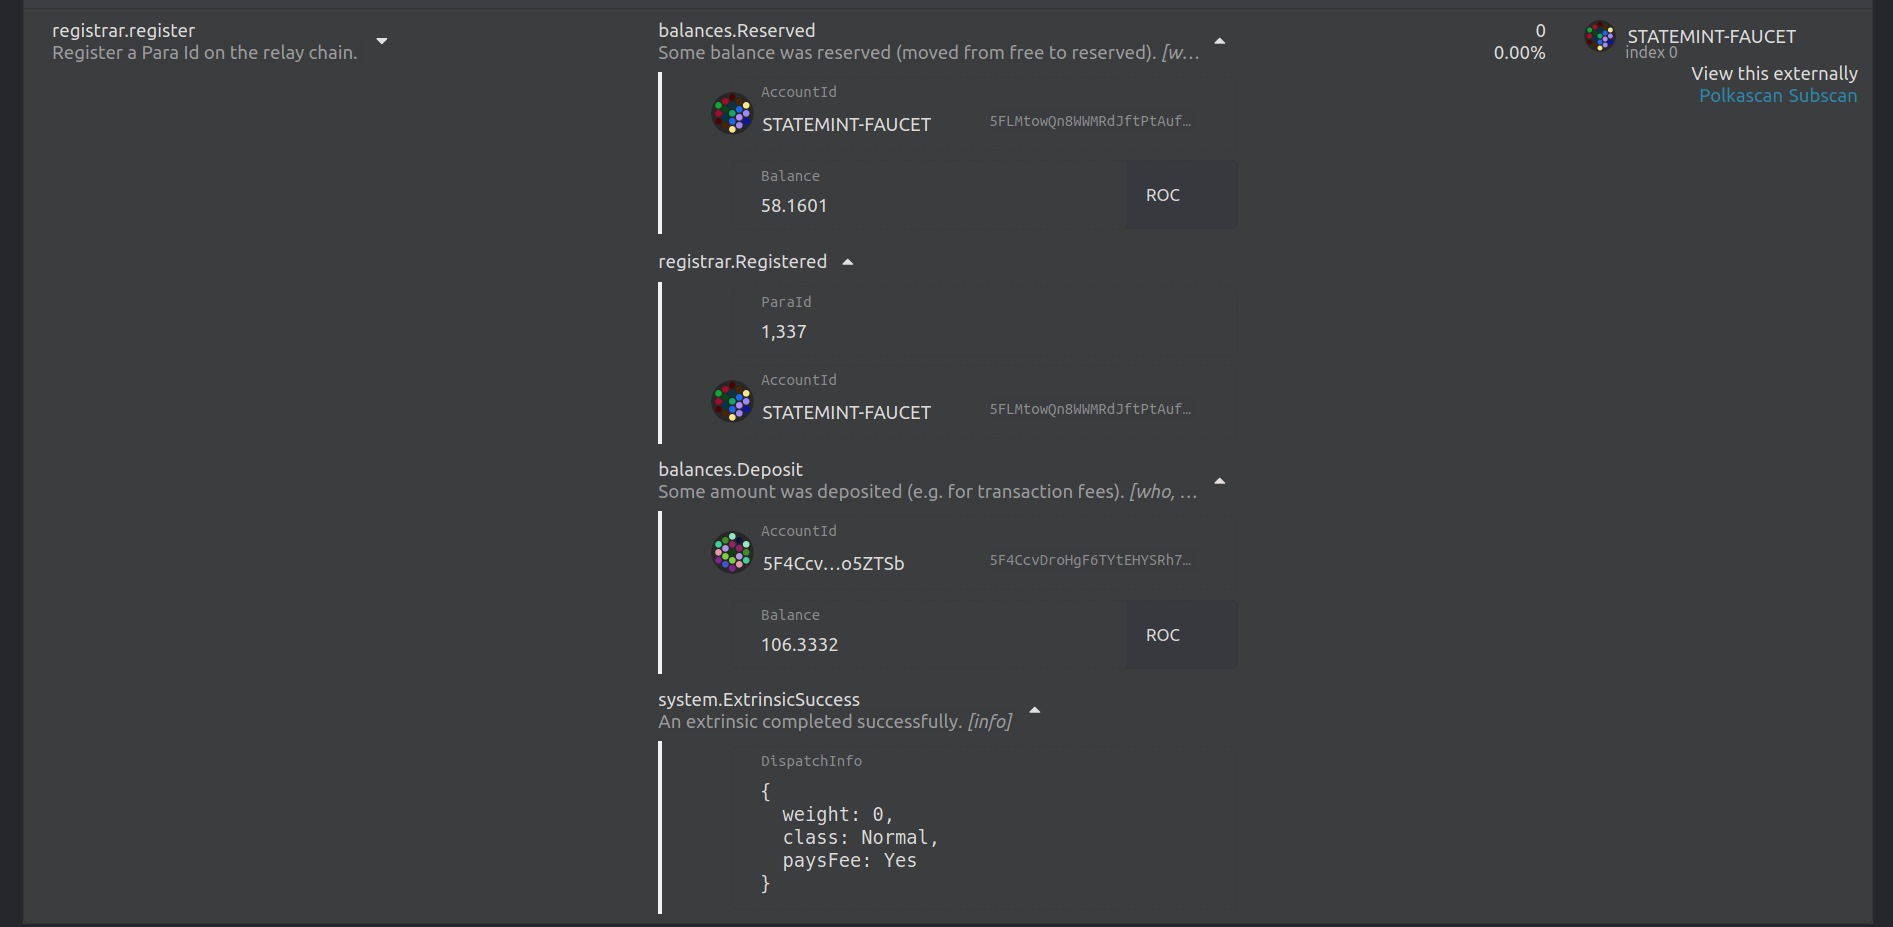 registrar.register
Register a Para Id on the relay chain.
balances.Reserved
Some balance was reserved (moved from free to reserved). [w…
AccountId
STATEMINT-FAUCET
5FLMtowQn8WWMRdJftPtAuf…
Balance
58.1601
ROC
registrar.Registered
ParaId
1,337
AccountId
STATEMINT-FAUCET
5FLMtowQn8WWMRdJftPtAuf…
balances.Deposit
Some amount was deposited (e.g. for transaction fees). [who, …
AccountId
5F4Ccv…o5ZTSb
5F4CcvDroHgF6TYtEHYSRh7…
Balance
106.3332
ROC
system.ExtrinsicSuccess
An extrinsic completed successfully. [info]
DispatchInfo
{
weight: 0,
class: Normal,
paysFee: Yes
}
0
0.00%
STATEMINT-FAUCET
index 0
View this externally
Polkascan Subscan